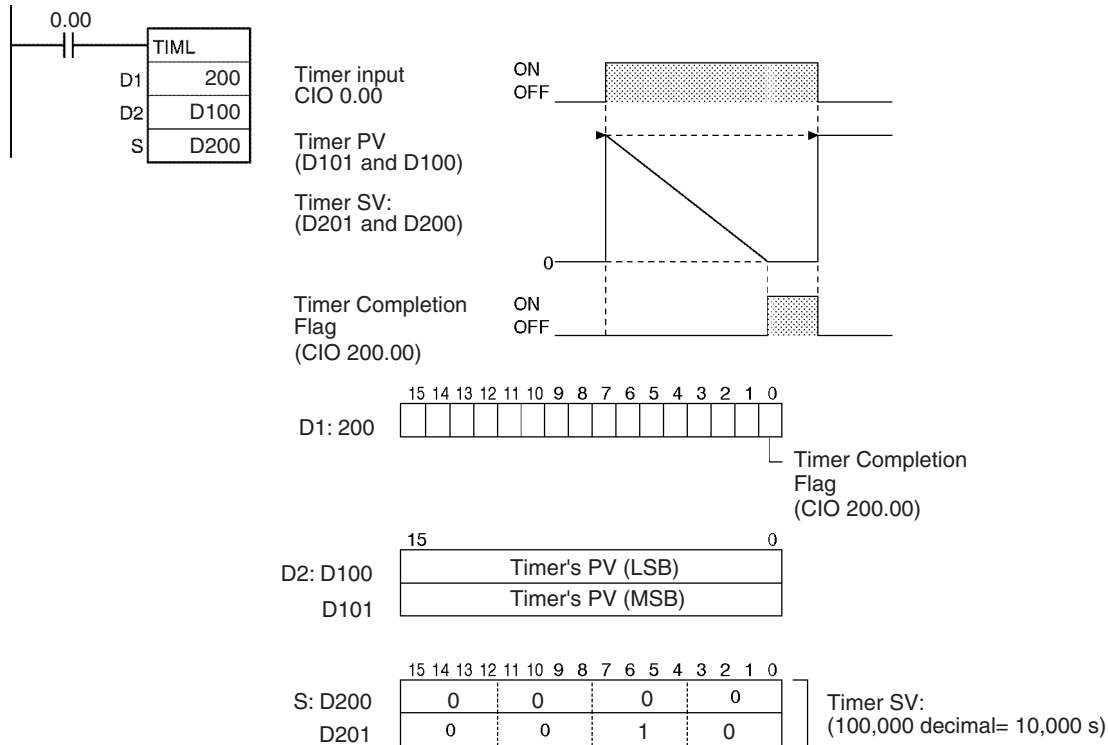 0.00
TIML
D1 200
D2 D100
S D200
Timer input
CIO 0.00
ON
OFF
Timer PV
(D101 and D100)
Timer SV:
(D201 and D200)
0
Timer Completion
Flag
(CIO 200.00)
ON
OFF
15 14 13 12 11 10 9 8 7 6 5 4 3 2 1 0
D1: 200
Timer Completion
Flag
(CIO 200.00)
15 0
D2: D100 Timer's PV (LSB)
D101 Timer's PV (MSB)
15 14 13 12 11 10 9 8 7 6 5 4 3 2 1 0
S: D200 0 0 0 0
D201 0 0 1 0
Timer SV:
(100,000 decimal= 10,000 s)